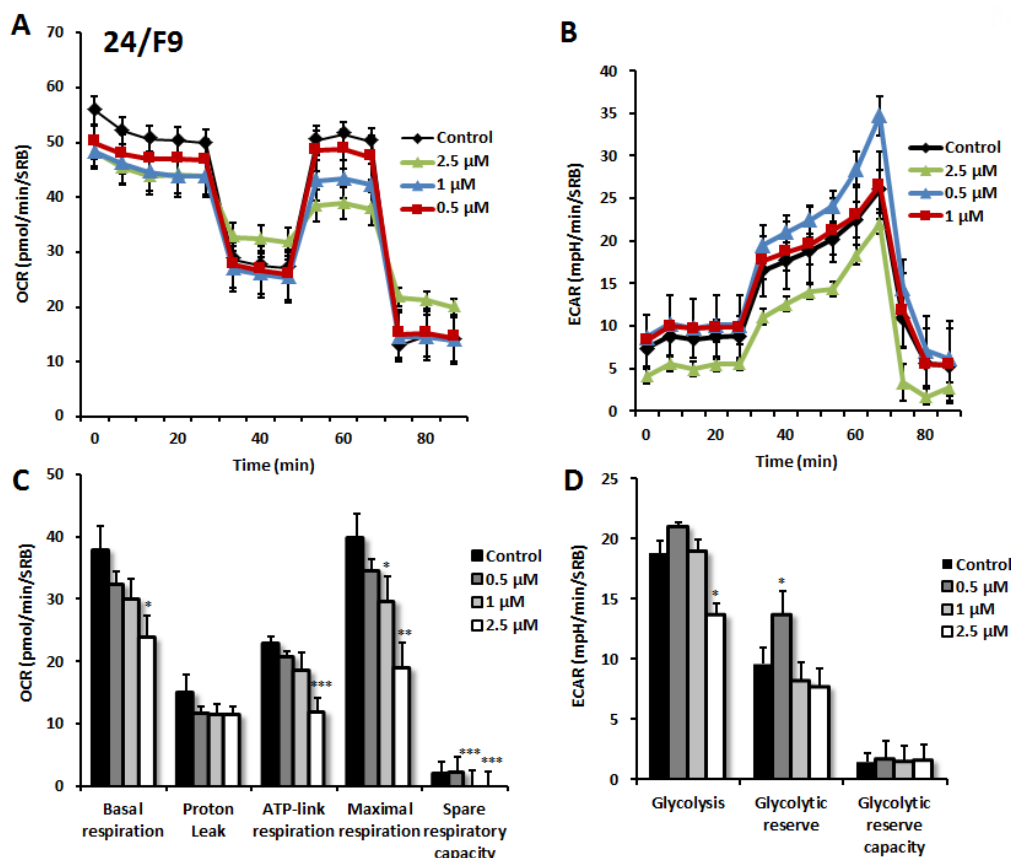 A
24/F9
OCR (pmol/min/SRB)
70
60
50
40
30
20
10
0
0 20 40 60 80
Time (min)
Control
2.5 µM
1 µM
0.5 µM
B
ECAR (mpH/min/SRB)
40
35
30
25
20
15
10
5
0
0 20 40 60 80
Time (min)
Control
2.5 µM
0.5 µM
1 µM
C
OCR (pmol/min/SRB)
50
40
30
20
10
0
*
***
*
**
***
***
Control
0.5 µM
1 µM
2.5 µM
Basal
respiration
Proton
Leak
ATP-link
respiration
Maximal
respiration
Spare
respiratory
capacity
D
ECAR (mpH/min/SRB)
25
20
15
10
5
0
*
*
Control
0.5 µM
1 µM
2.5 µM
Glycolysis
Glycolytic
reserve
Glycolytic
reserve
capacity